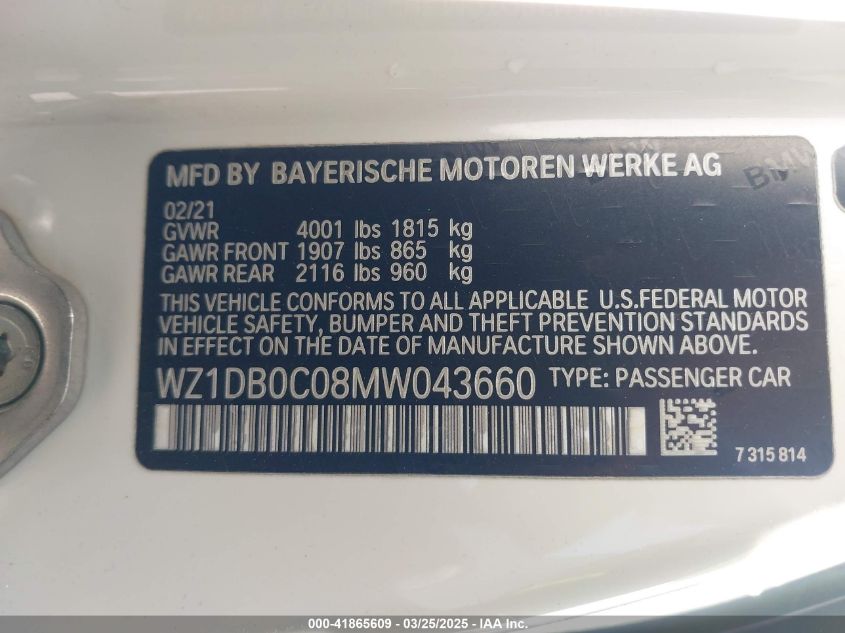 MFD BY BAYERISCHE MOTOREN WERKE AG
BMW
02/21
GVWR 4001 lbs 1815 kg
GAWR FRONT 1907 lbs 865 kg
GAWR REAR 2116 lbs 960 kg
THIS VEHICLE CONFORMS TO ALL APPLICABLE U.S.FEDERAL MOTOR
VEHICLE SAFETY, BUMPER AND THEFT PREVENTION STANDARDS
IN EFFECT ON THE DATE OF MANUFACTURE SHOWN ABOVE.
WZ1DB0C08MW043660 TYPE: PASSENGER CAR
7 315 814
000-41865609 - 03/25/2025 - IAA Inc.